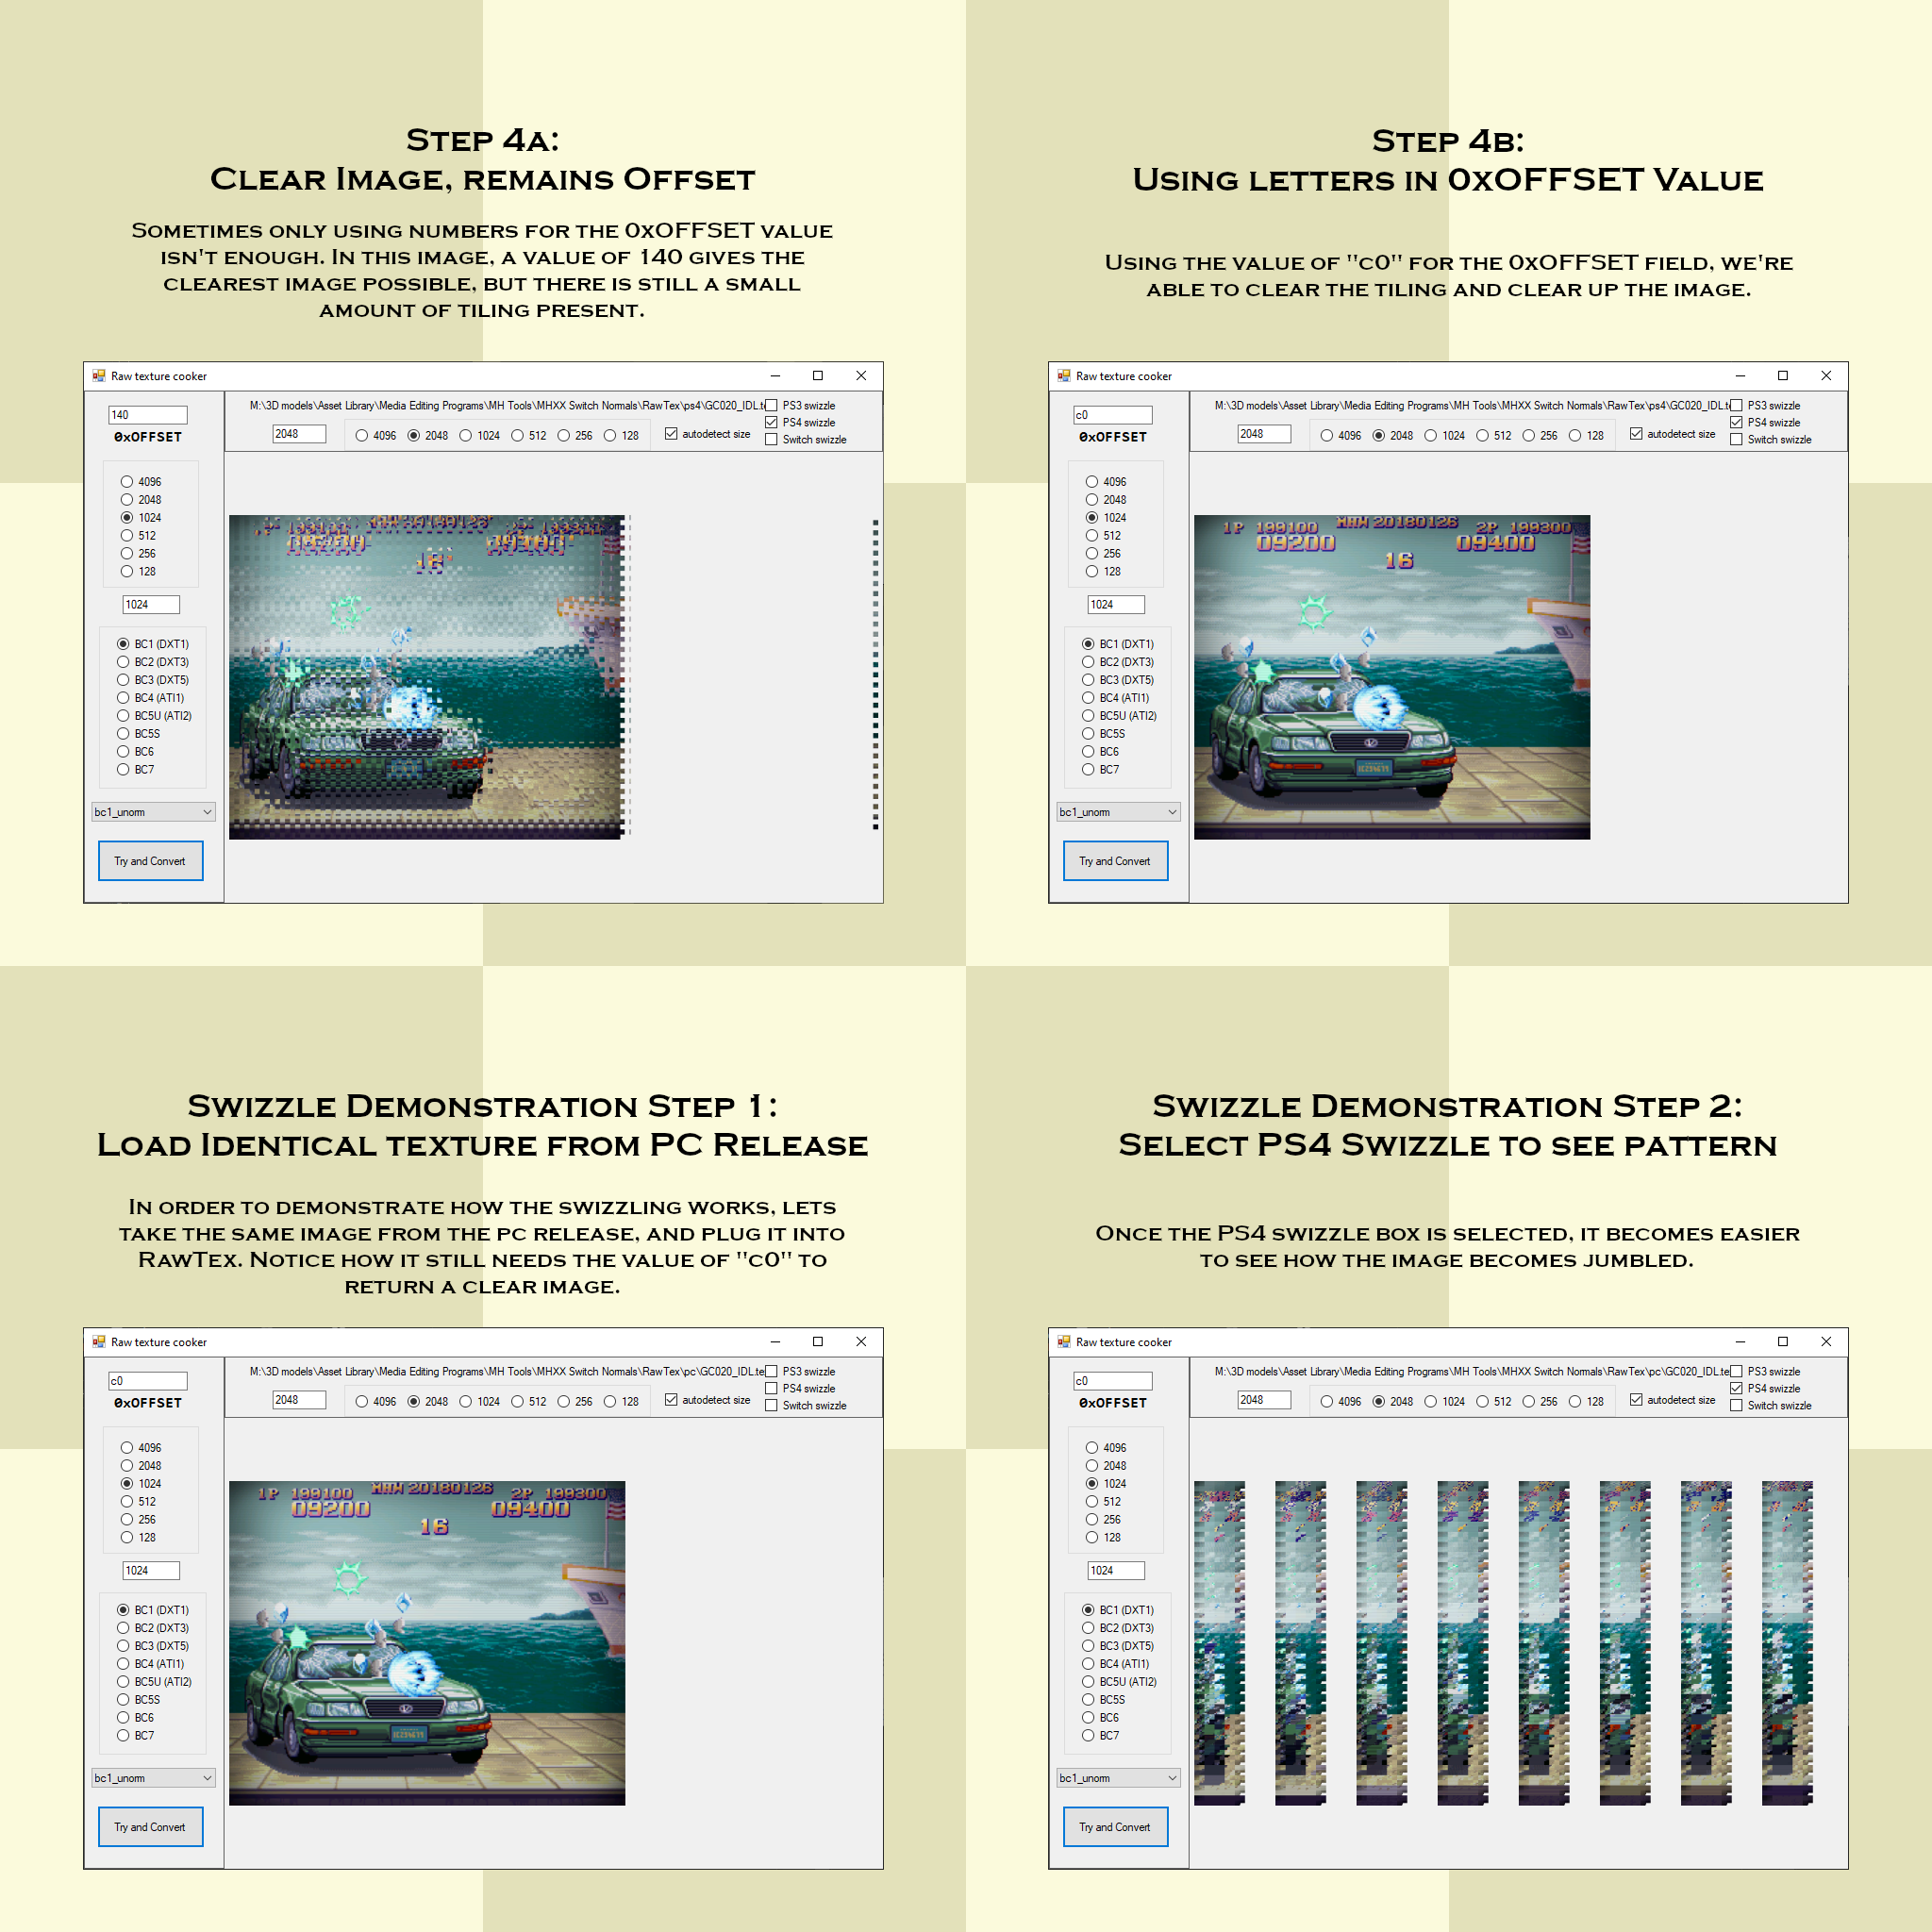 Step 4a:
Clear Image, remains Offset
Sometimes only using numbers for the 0xOFFSET value
isn't enough. In this image, a value of 140 gives the
clearest image possible, but there is still a small
amount of tiling present.
Raw texture cooker
140
0xOFFSET
M:\3D models\Asset Library\Media Editing Programs\MH Tools\MHXX Switch Normals\RawTex\ps4\GC020_IDL.te
PS3 swizzle
PS4 swizzle
Switch swizzle
2048
4096 2048 1024 512 256 128
autodetect size
4096
2048
1024
512
256
128
1024
BC1 (DXT1)
BC2 (DXT3)
BC3 (DXT5)
BC4 (ATI1)
BC5U (ATI2)
BC5S
BC6
BC7
bc1_unorm
Try and Convert
Step 4b:
Using letters in 0xOFFSET Value
Using the value of "c0" for the 0xOFFSET field, we're
able to clear the tiling and clear up the image.
Raw texture cooker
c0
0xOFFSET
M:\3D models\Asset Library\Media Editing Programs\MH Tools\MHXX Switch Normals\RawTex\ps4\GC020_IDL.te
PS3 swizzle
PS4 swizzle
Switch swizzle
2048
4096 2048 1024 512 256 128
autodetect size
4096
2048
1024
512
256
128
1024
BC1 (DXT1)
BC2 (DXT3)
BC3 (DXT5)
BC4 (ATI1)
BC5U (ATI2)
BC5S
BC6
BC7
bc1_unorm
Try and Convert
1P 199100 MHW 20180126 2P 199300
09200 09400
16
Swizzle Demonstration Step 1:
Load Identical texture from PC Release
In order to demonstrate how the swizzling works, lets
take the same image from the pc release, and plug it into
RawTex. Notice how it still needs the value of "c0" to
return a clear image.
Raw texture cooker
c0
0xOFFSET
M:\3D models\Asset Library\Media Editing Programs\MH Tools\MHXX Switch Normals\RawTex\pc\GC020_IDL.te
PS3 swizzle
PS4 swizzle
Switch swizzle
2048
4096 2048 1024 512 256 128
autodetect size
4096
2048
1024
512
256
128
1024
BC1 (DXT1)
BC2 (DXT3)
BC3 (DXT5)
BC4 (ATI1)
BC5U (ATI2)
BC5S
BC6
BC7
bc1_unorm
Try and Convert
1P 199100 MHW 20180126 2P 199300
09200 09400
16
Swizzle Demonstration Step 2:
Select PS4 Swizzle to see pattern
Once the PS4 swizzle box is selected, it becomes easier
to see how the image becomes jumbled.
Raw texture cooker
c0
0xOFFSET
M:\3D models\Asset Library\Media Editing Programs\MH Tools\MHXX Switch Normals\RawTex\pc\GC020_IDL.te
PS3 swizzle
PS4 swizzle
Switch swizzle
2048
4096 2048 1024 512 256 128
autodetect size
4096
2048
1024
512
256
128
1024
BC1 (DXT1)
BC2 (DXT3)
BC3 (DXT5)
BC4 (ATI1)
BC5U (ATI2)
BC5S
BC6
BC7
bc1_unorm
Try and Convert